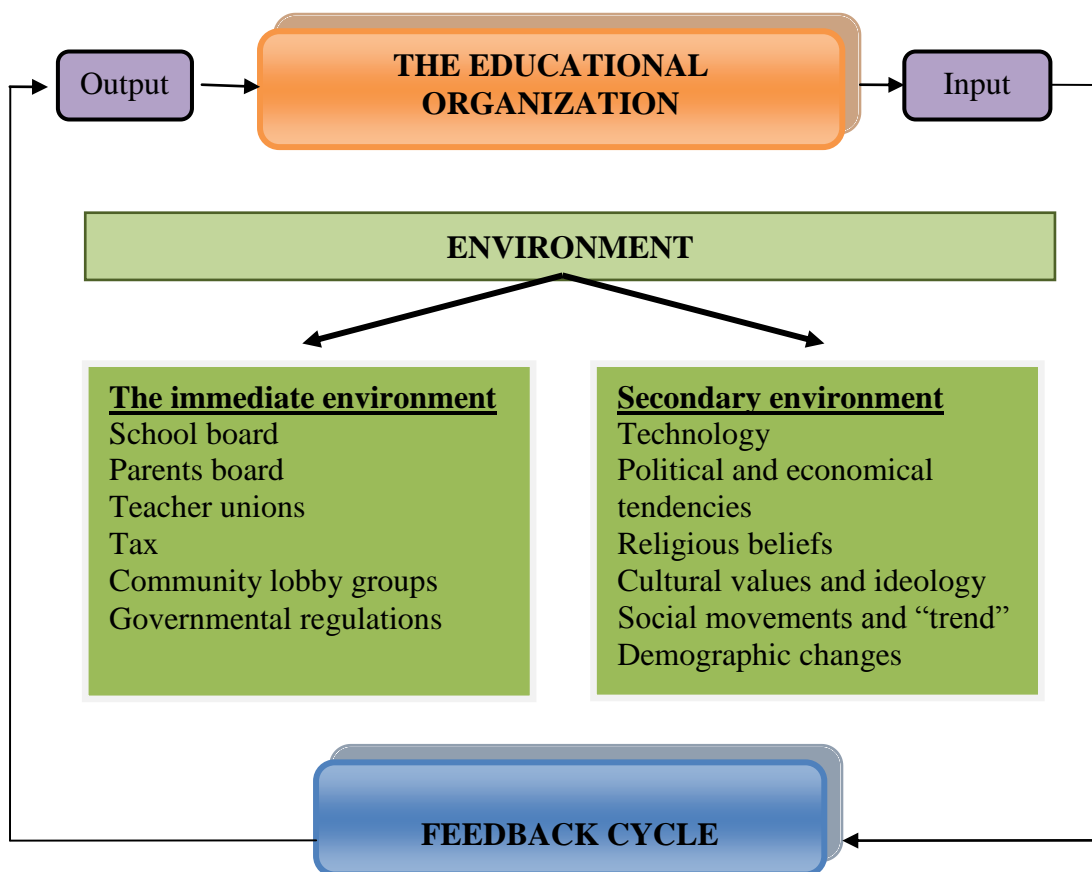 Output
THE EDUCATIONAL
ORGANIZATION
Input
ENVIRONMENT
The immediate environment
School board
Parents board
Teacher unions
Tax
Community lobby groups
Governmental regulations
Secondary environment
Technology
Political and economical
tendencies
Religious beliefs
Cultural values and ideology
Social movements and “trend”
Demographic changes
FEEDBACK CYCLE